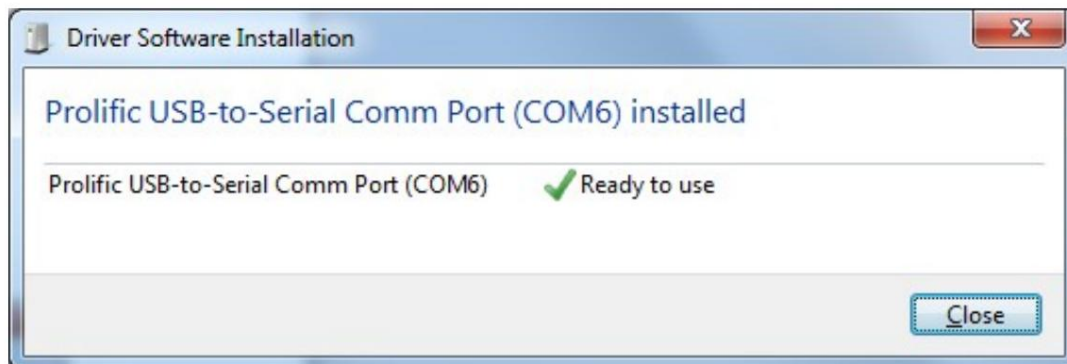 Driver Software Installation
Prolific USB-to-Serial Comm Port (COM6) installed
Prolific USB-to-Serial Comm Port (COM6) Ready to use
Close